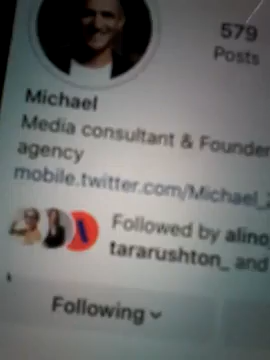 579
Posts
Michael
Media consultant & Founder
agency
mobile.twitter.com/Michael_
Followed by alino
tararushton_ and
Following